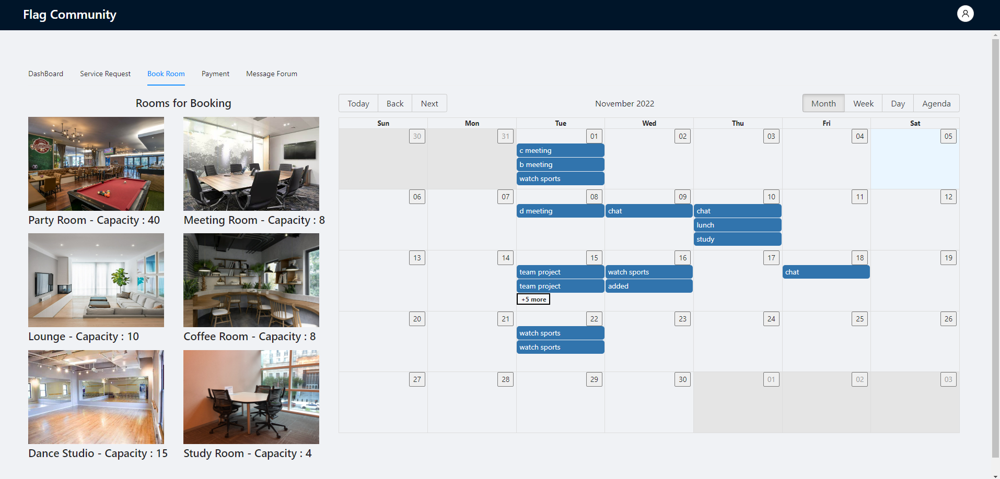 Flag Community
DashBoard
Service Request
Book Room
Payment
Message Forum
Rooms for Booking
Party Room - Capacity : 40
Meeting Room - Capacity : 8
Lounge - Capacity : 10
Coffee Room - Capacity : 8
Dance Studio - Capacity : 15
Study Room - Capacity : 4
Today Back Next
November 2022
Month Week Day Agenda
Sun Mon Tue Wed Thu Fri Sat
30 31 01 02 03 04 05
c meeting
b meeting
watch sports
06 07 08 09 10 11 12
d meeting chat chat
lunch
study
13 14 15 16 17 18 19
team project watch sports chat
team project added
+5 more
20 21 22 23 24 25 26
watch sports
watch sports
27 28 29 30 01 02 03